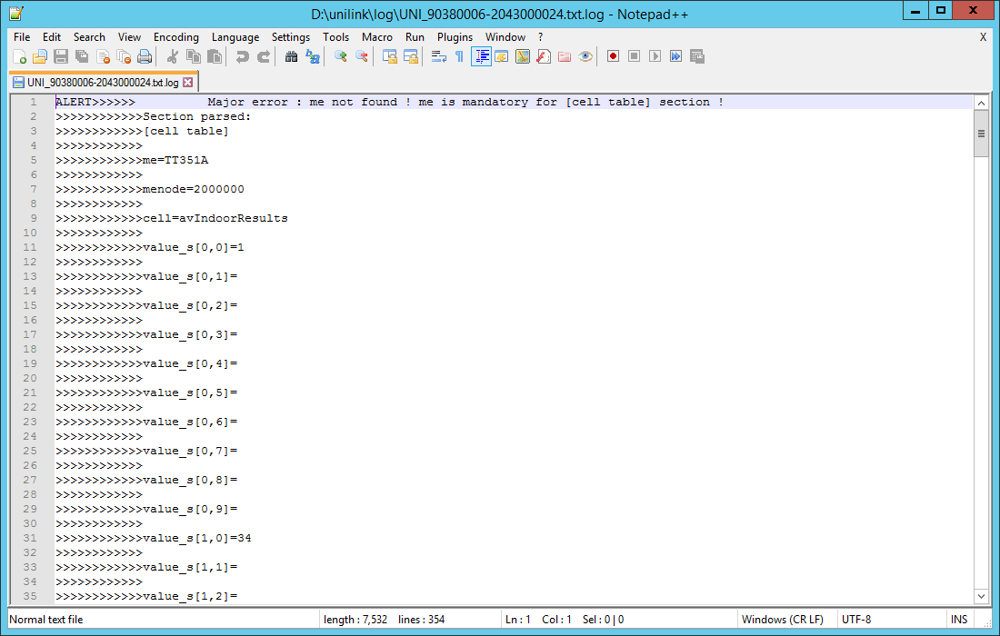 D:\unilink\log\UNI_90380006-2043000024.txt.log - Notepad++
File Edit Search View Encoding Language Settings Tools Macro Run Plugins Window ? X
UNI_90380006-2043000024.txt.log
1 ALERT>>>>>> Major error : me not found ! me is mandatory for [cell table] section !
2 >>>>>>>>>>>>Section parsed:
3 >>>>>>>>>>>>[cell table]
4 >>>>>>>>>>>>
5 >>>>>>>>>>>>me=TT351A
6 >>>>>>>>>>>>
7 >>>>>>>>>>>>menode=2000000
8 >>>>>>>>>>>>
9 >>>>>>>>>>>>cell=avIndoorResults
10 >>>>>>>>>>>>
11 >>>>>>>>>>>>value_s[0,0]=1
12 >>>>>>>>>>>>
13 >>>>>>>>>>>>value_s[0,1]=
14 >>>>>>>>>>>>
15 >>>>>>>>>>>>value_s[0,2]=
16 >>>>>>>>>>>>
17 >>>>>>>>>>>>value_s[0,3]=
18 >>>>>>>>>>>>
19 >>>>>>>>>>>>value_s[0,4]=
20 >>>>>>>>>>>>
21 >>>>>>>>>>>>value_s[0,5]=
22 >>>>>>>>>>>>
23 >>>>>>>>>>>>value_s[0,6]=
24 >>>>>>>>>>>>
25 >>>>>>>>>>>>value_s[0,7]=
26 >>>>>>>>>>>>
27 >>>>>>>>>>>>value_s[0,8]=
28 >>>>>>>>>>>>
29 >>>>>>>>>>>>value_s[0,9]=
30 >>>>>>>>>>>>
31 >>>>>>>>>>>>value_s[1,0]=34
32 >>>>>>>>>>>>
33 >>>>>>>>>>>>value_s[1,1]=
34 >>>>>>>>>>>>
35 >>>>>>>>>>>>value_s[1,2]=
Normal text file length : 7,532 lines : 354 Ln : 1 Col : 1 Sel : 0 | 0 Windows (CR LF) UTF-8 INS